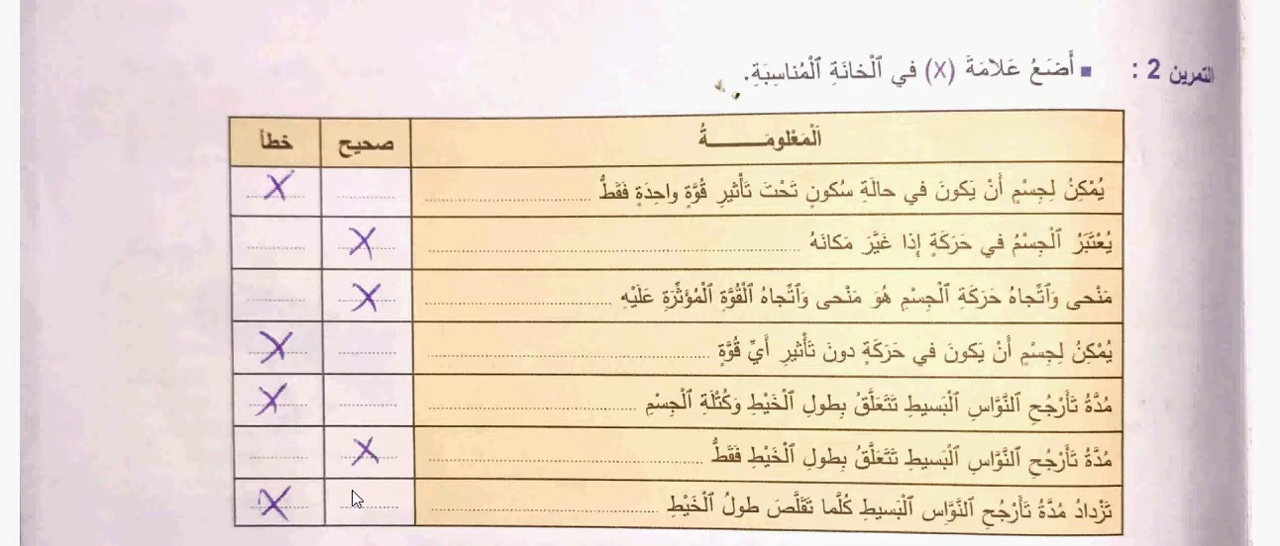 التمرين 2 : ▪ أَضَعُ عَلامَةَ (X) في ٱلْخانَةِ ٱلْمُناسِبَةِ.
اَلْمَعْلومَـــــــةُ صحيح خطأ
يُمْكِنُ لِجِسْمٍ أَنْ يَكونَ في حالَةِ سُكونٍ تَحْتَ تَأْثيرِ قُوَّةٍ واحِدَةٍ فَقَطُّ .............................. X
يُعْتَبَرُ ٱلْجِسْمُ في حَرَكَةٍ إِذا غَيَّرَ مَكانَهُ .............................. X
مَنْحى وَٱتِّجاهُ حَرَكَةِ ٱلْجِسْمِ هُوَ مَنْحى وَٱتِّجاهُ ٱلْقُوَّةِ ٱلْمُؤَثِّرَةِ عَلَيْهِ .............................. X
يُمْكِنُ لِجِسْمٍ أَنْ يَكونَ في حَرَكَةٍ دونَ تَأْثيرِ أَيِّ قُوَّةٍ .............................. X
مُدَّةُ تَأَرْجُحِ ٱلنَّوَّاسِ ٱلْبَسيطِ تَتَعَلَّقُ بِطولِ ٱلْخَيْطِ وَكُتْلَةِ ٱلْجِسْمِ .............................. X
مُدَّةُ تَأَرْجُحِ ٱلنَّوَّاسِ ٱلْبَسيطِ تَتَعَلَّقُ بِطولِ ٱلْخَيْطِ فَقَطُّ .............................. X
تَزْدادُ مُدَّةُ تَأَرْجُحِ ٱلنَّوَّاسِ ٱلْبَسيطِ كُلَّما تَقَلَّصَ طولُ ٱلْخَيْطِ .............................. X